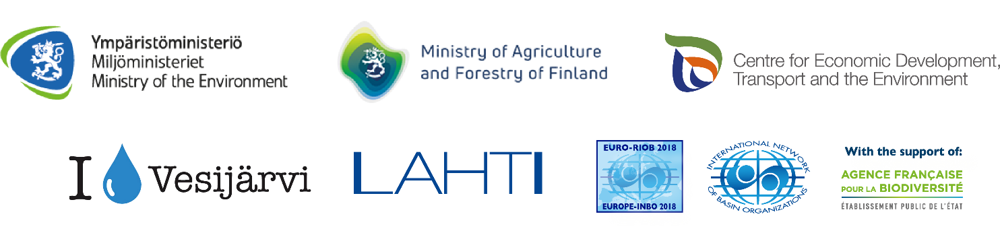 Ympäristöministeriö
Miljöministeriet
Ministry of the Environment
Ministry of Agriculture
and Forestry of Finland
Centre for Economic Development,
Transport and the Environment
I Vesijärvi
LAHTI
EURO-RIOB 2018
EUROPE-INBO 2018
INTERNATIONAL NETWORK
OF BASIN ORGANIZATIONS
With the support of:
AGENCE FRANÇAISE
POUR LA BIODIVERSITÉ
ÉTABLISSEMENT PUBLIC DE L'ÉTAT